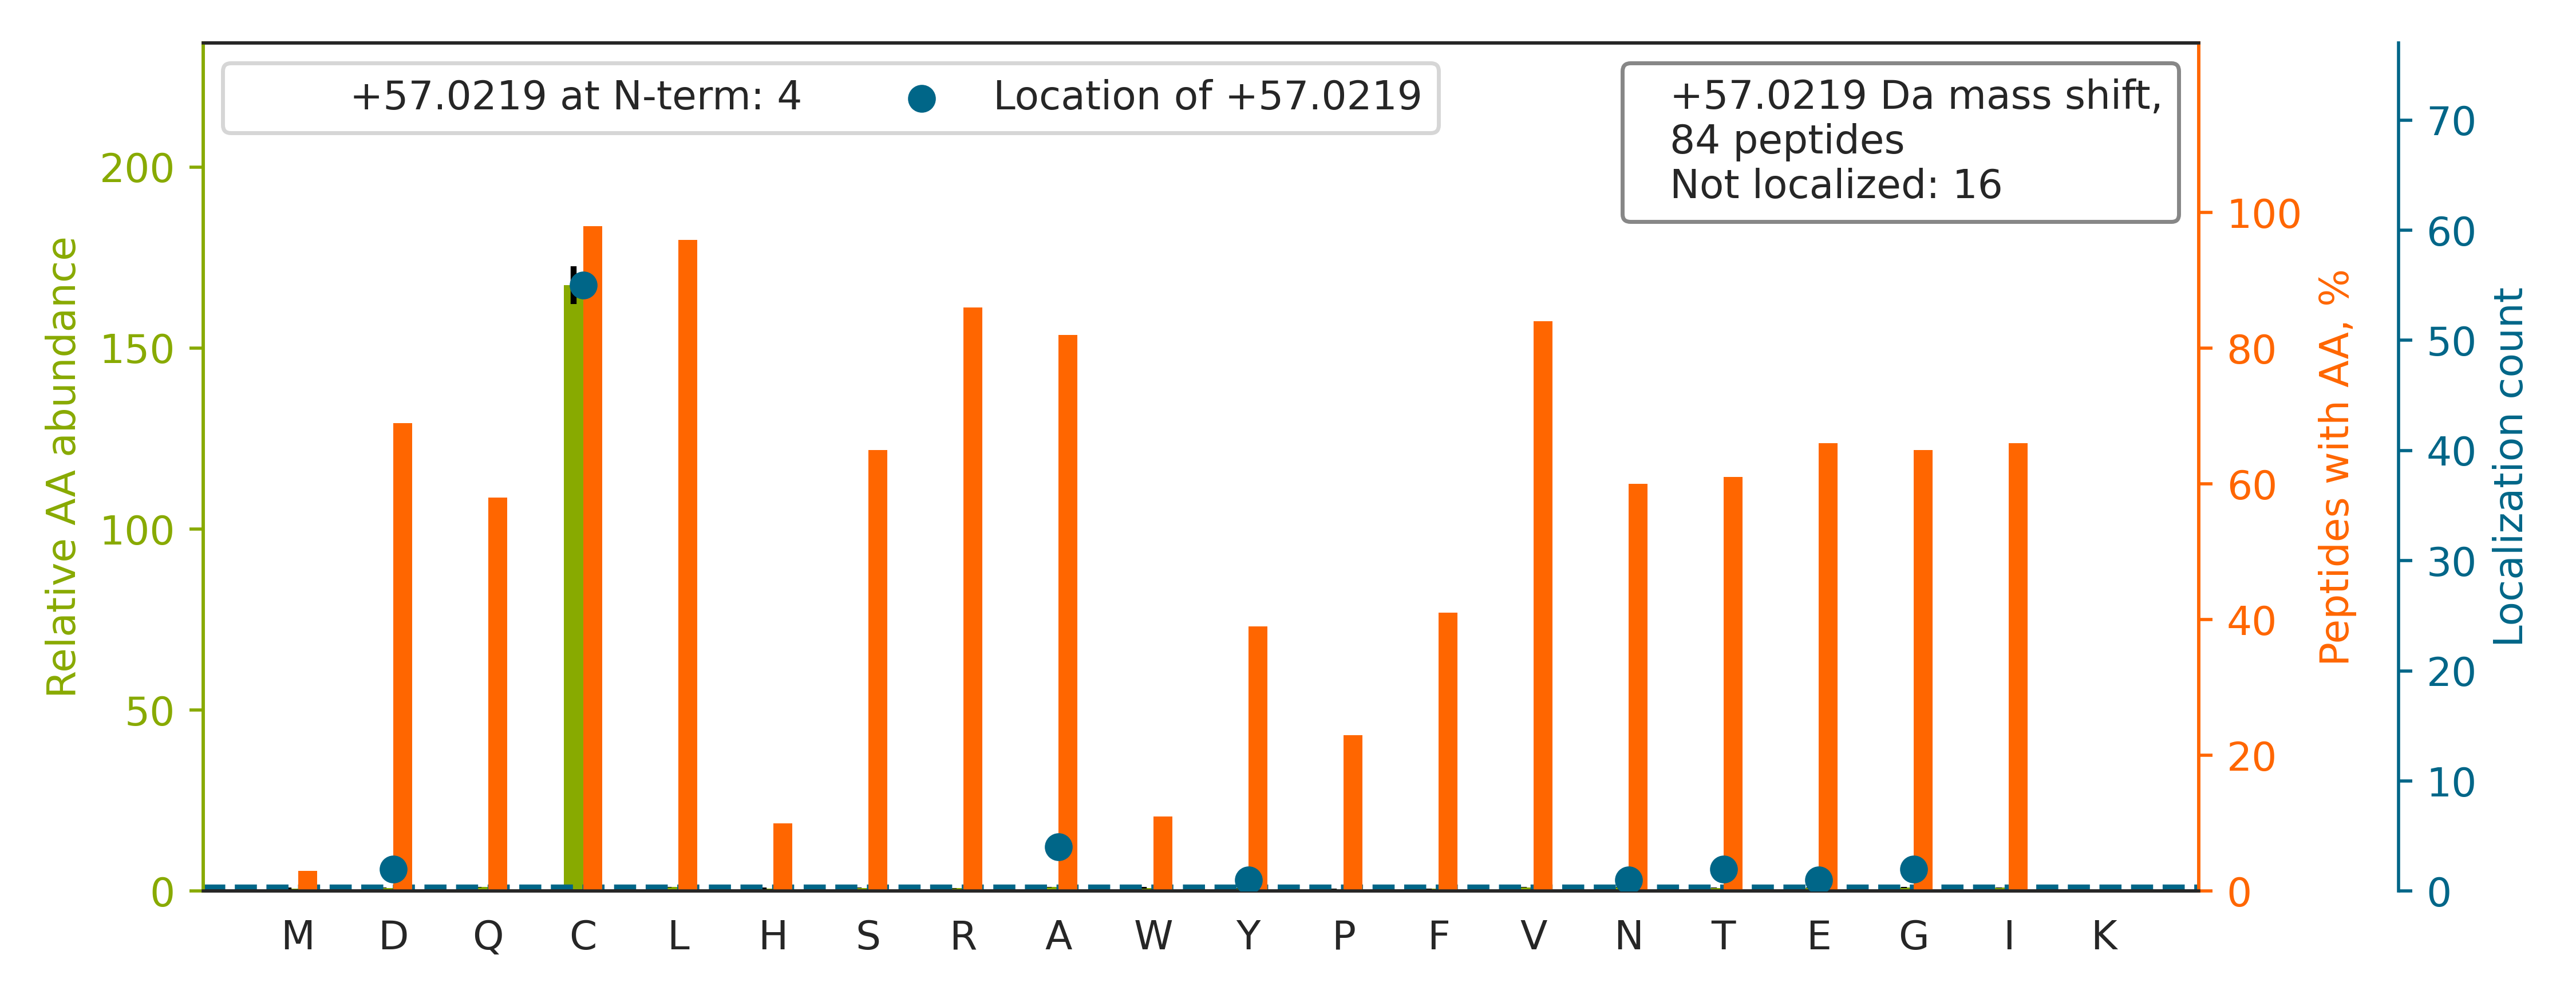 +57.0219 at N-term: 4
Location of +57.0219
+57.0219 Da mass shift,
84 peptides
Not localized: 16
Relative AA abundance
200
150
100
50
0
M D Q C L H S R A W Y P F V N T E G I K
100
80
60
40
20
0
Peptides with AA, %
70
60
50
40
30
20
10
0
Localization count